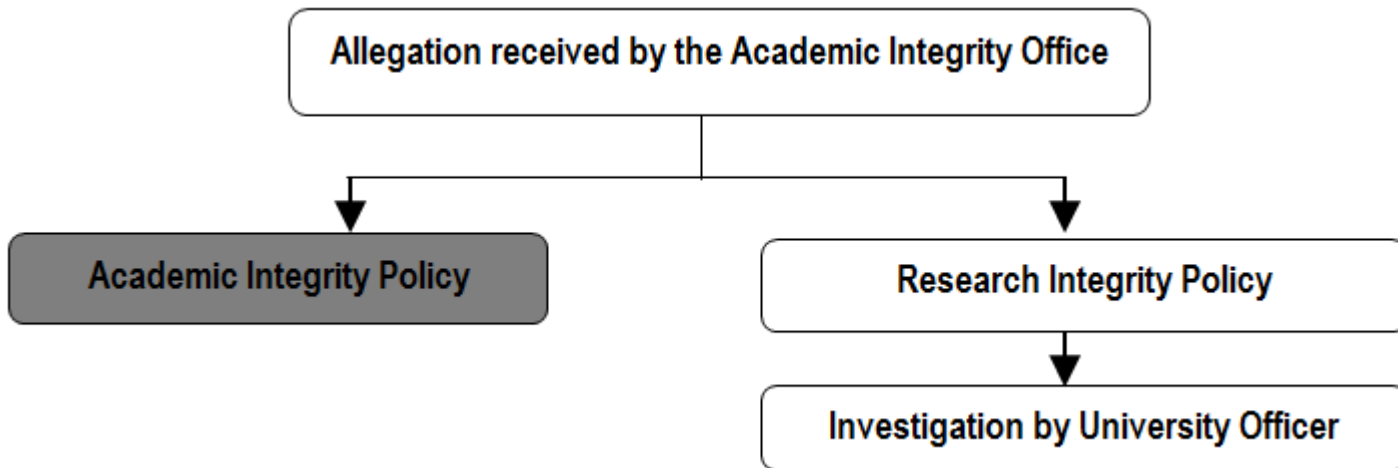 Allegation received by the Academic Integrity Office
Academic Integrity Policy
Research Integrity Policy
Investigation by University Officer